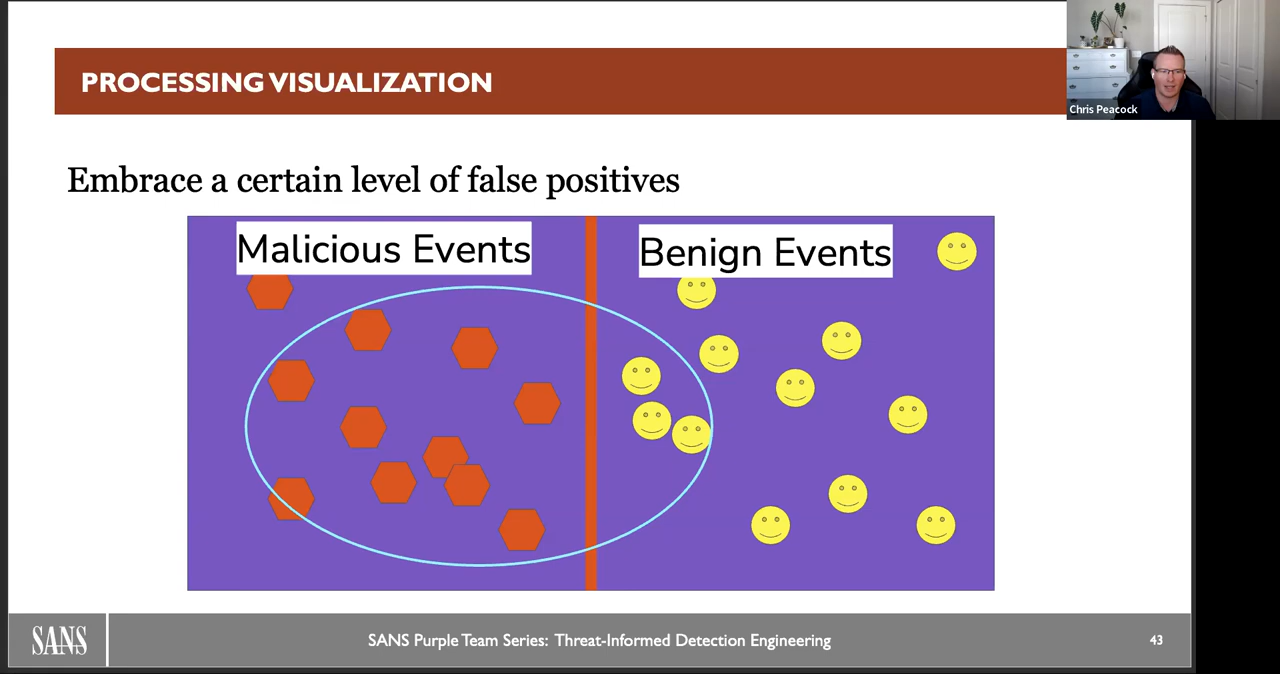 PROCESSING VISUALIZATION
Chris Peacock
Embrace a certain level of false positives
Malicious Events
Benign Events
SANS
SANS Purple Team Series: Threat-Informed Detection Engineering
43